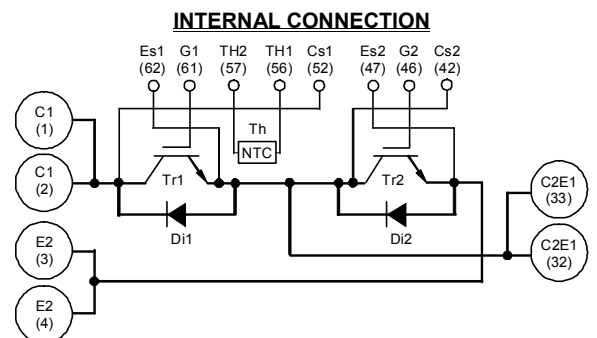 INTERNAL CONNECTION
Es1 G1 TH2 TH1 Cs1 Es2 G2 Cs2
(62) (61) (57) (56) (52) (47) (46) (42)
C1
(1)
Th
NTC
C1
(2)
Tr1
Tr2
C2E1
(33)
Di1
Di2
E2
(3)
C2E1
(32)
E2
(4)